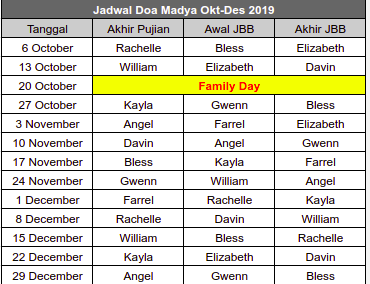 Jadwal Doa Madya Okt-Des 2019
Tanggal Akhir Pujian Awal JBB Akhir JBB
6 October Rachelle Bless Elizabeth
13 October William Elizabeth Davin
20 October Family Day
27 October Kayla Gwenn Bless
3 November Angel Farrel Elizabeth
10 November Davin Angel Gwenn
17 November Bless Kayla Farrel
24 November Gwenn William Angel
1 December Farrel Rachelle Kayla
8 December Rachelle Davin William
15 December William Bless Rachelle
22 December Kayla Elizabeth Davin
29 December Angel Gwenn Bless